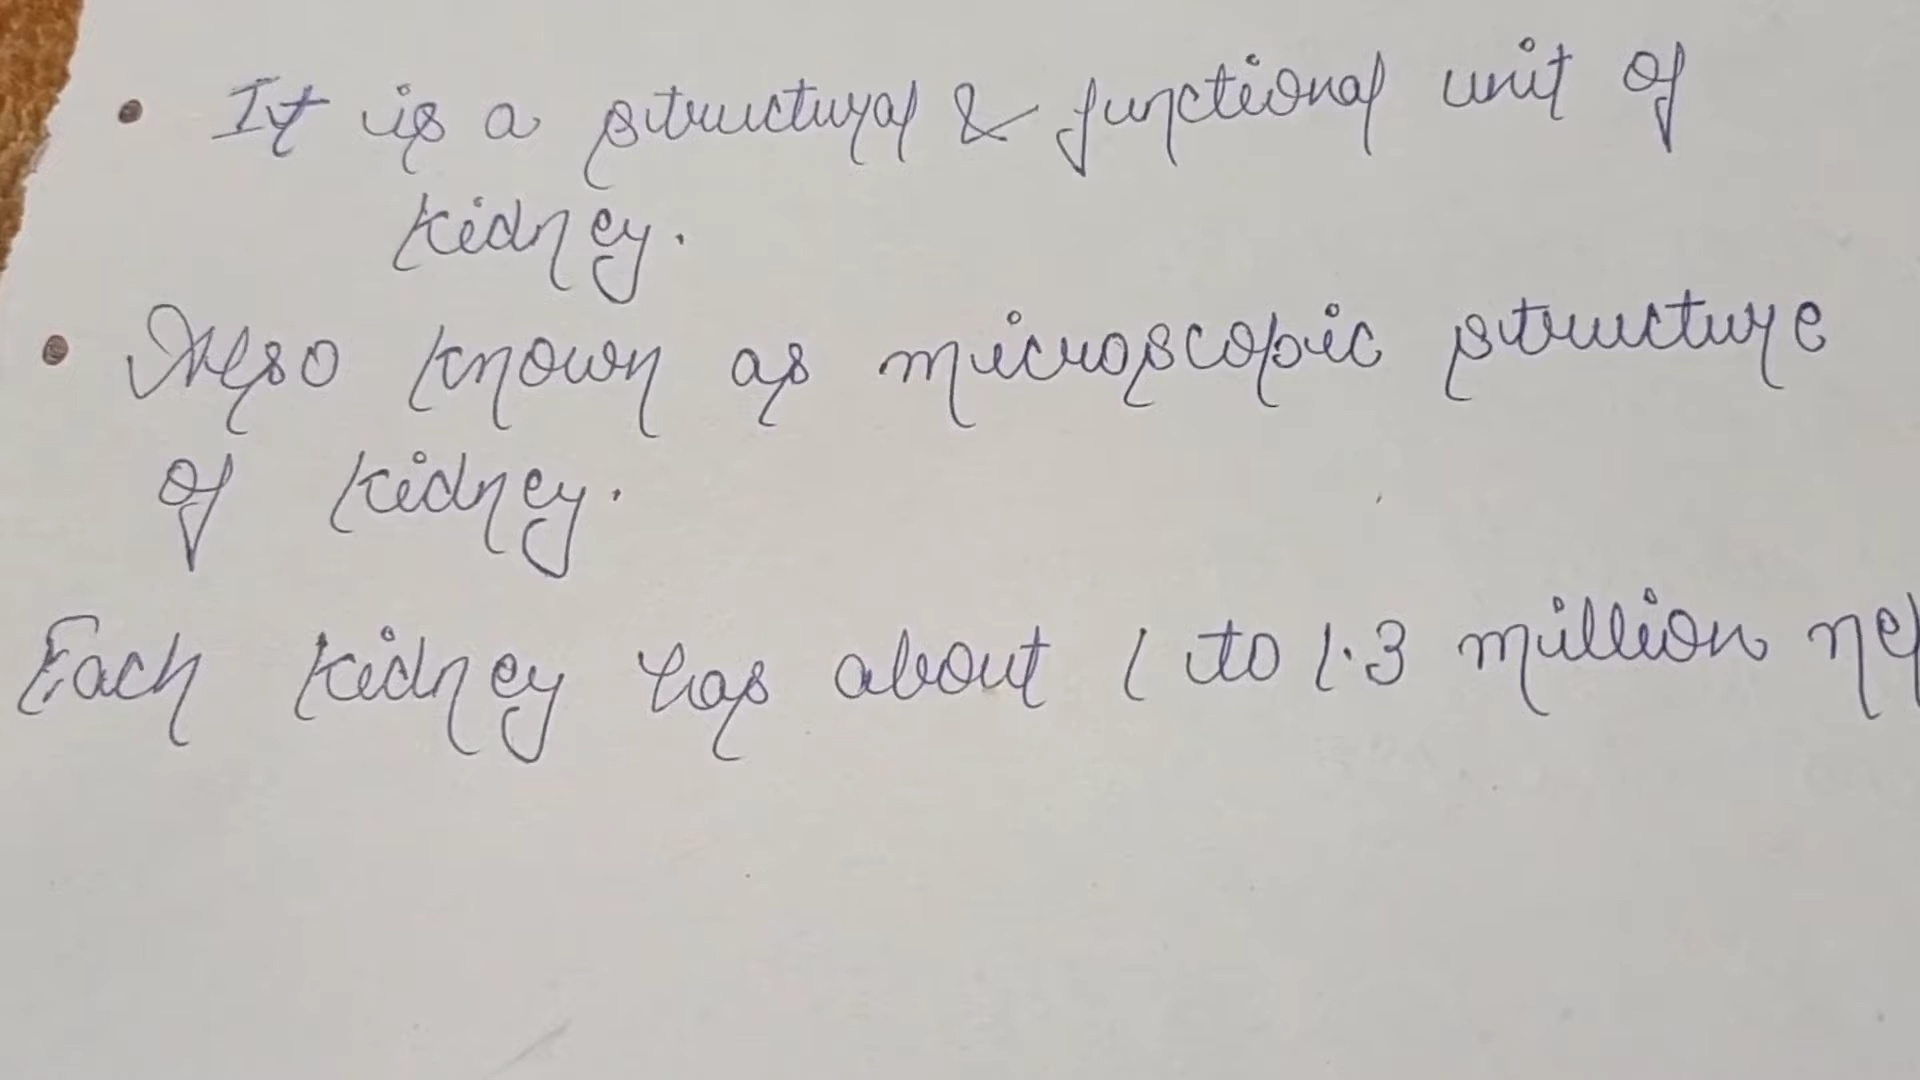 • It is a structural & functional unit of
kidney.
• Also known as microscopic structure
of kidney.
Each kidney has about 1 to 1.3 million